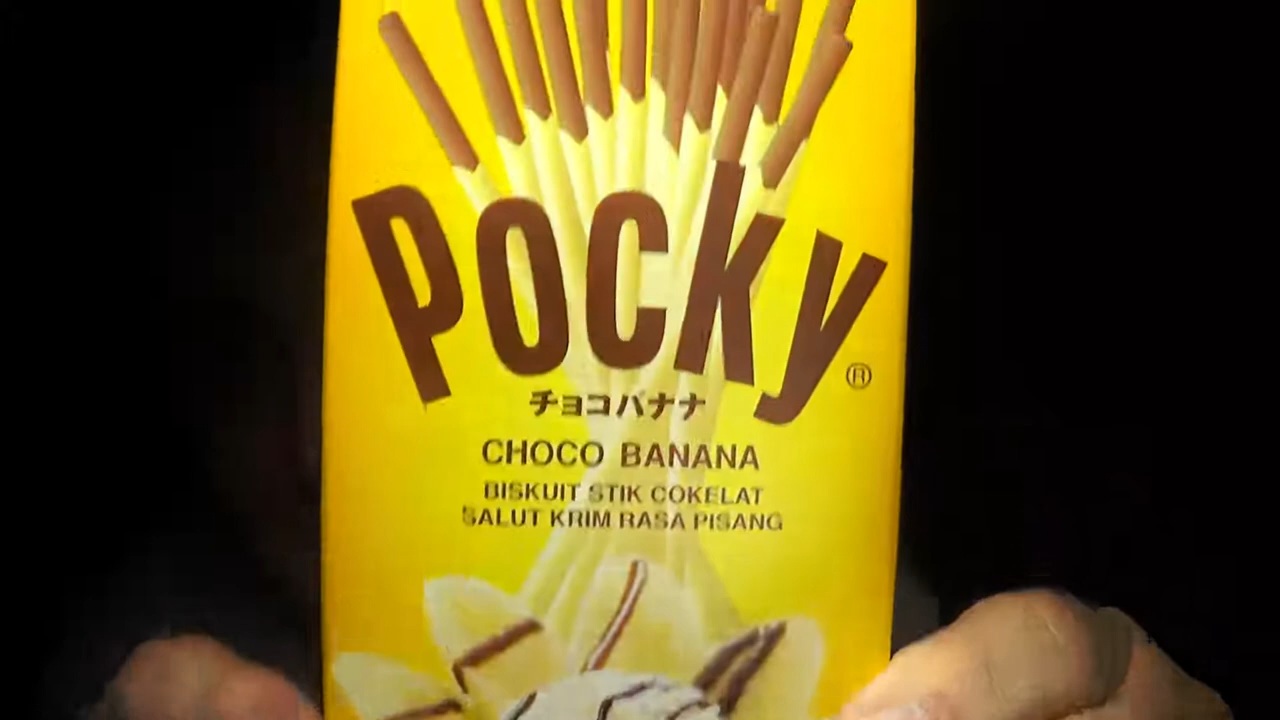 POCKY®
チョコバナナ
CHOCO BANANA
BISKUIT STIK COKELAT
SALUT KRIM RASA PISANG